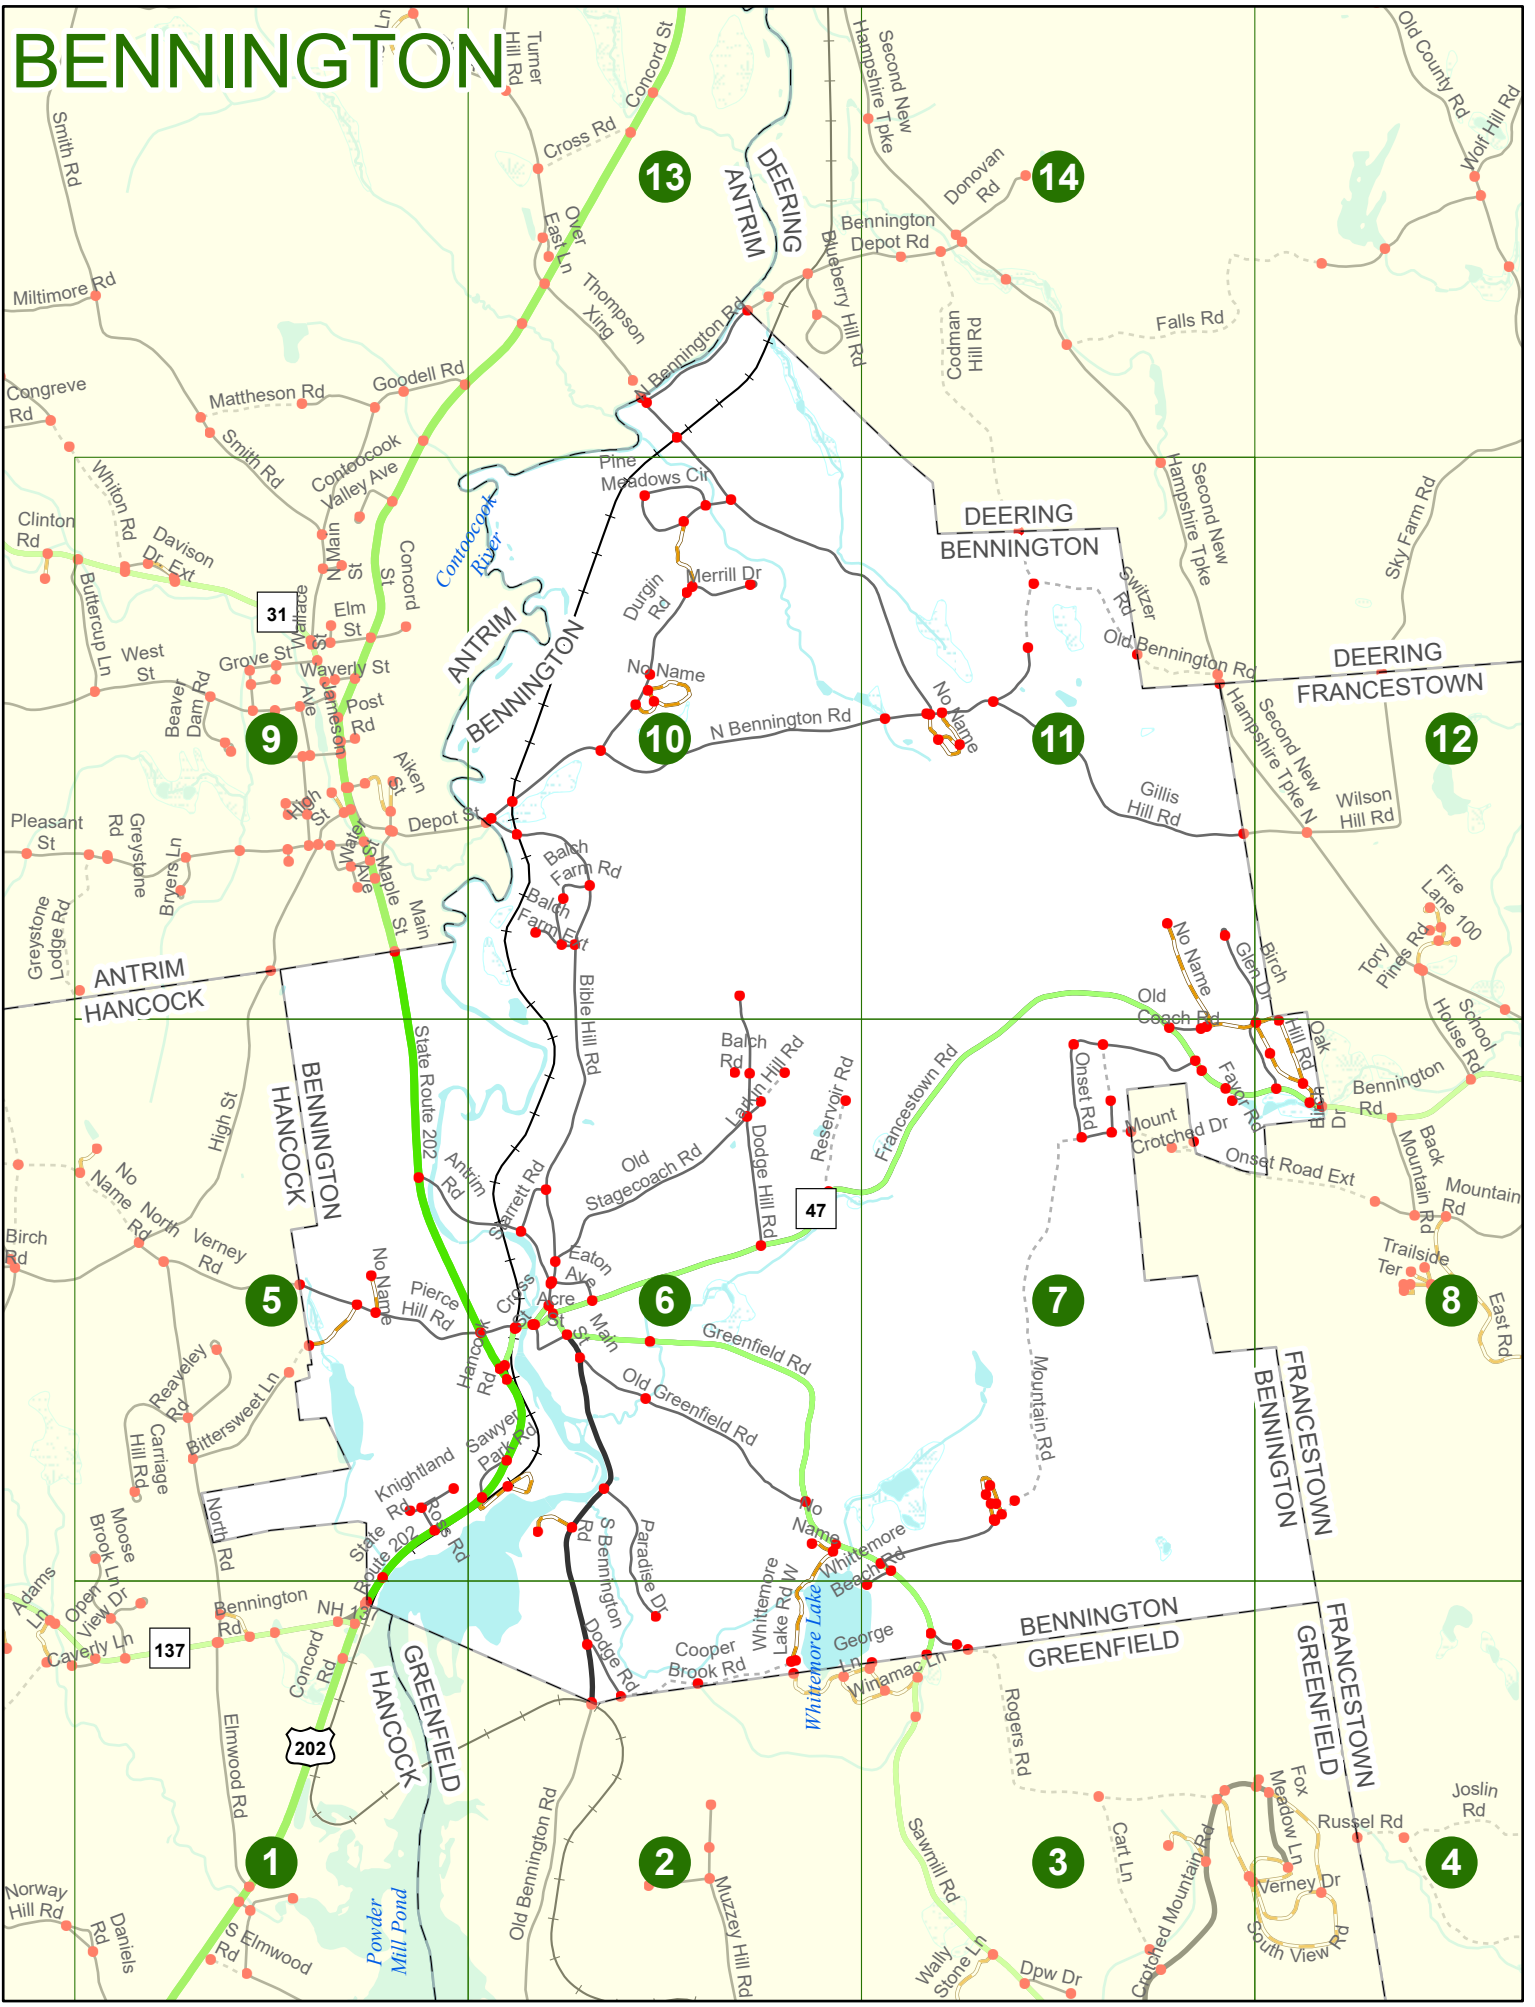 BENNINGTON
Ln
Turner
Hill Rd
Concord St
Hampshire Tpke
Second New
Old County Rd
Wolf Hill Rd
Smith Rd
Cross Rd
13
DEERING
ANTRIM
Donovan
Rd
14
Over
East Ln
Bennington
Depot Rd
Blueberry Hill Rd
Miltimore Rd
Thompson
Xing
N Bennington Rd
Codman
Hill Rd
Falls Rd
Congreve
Rd
Mattheson Rd
Goodell Rd
Smith Rd
Contoocook
Valley Ave
Whiton Rd
Pine
Meadows Cir
Hampshire Tpke
Second New
Sky Farm Rd
Clinton
Rd
Davison
Dr Ext
N Main
St
Concord
St
Contoocook
River
DEERING
BENNINGTON
Buttercup Ln
31
Wallace
St
Elm
St
Durgin
Rd
Merrill Dr
Switzer
Rd
ANTRIM
BENNINGTON
West
St
Grove St
Waverly St
No Name
Old Bennington Rd
DEERING
FRANCESTOWN
Beaver
Dam Rd
Jameson
Ave
Post
Rd
9
10
N Bennington Rd
No Name
11
Second New
Hampshire Tpke N
12
Aiken
St
High
St
Gillis
Hill Rd
Wilson
Hill Rd
Pleasant
St
Greystone
Rd
Bryers Ln
Water
St
Depot St
Maple
Ave
Main
St
Balch
Farm Rd
Balch
Farm Ext
Fire
Lane 100
Greystone
Lodge Rd
Tory
Pines Rd
No Name
Birch
Glen Dr
ANTRIM
HANCOCK
Bible Hill Rd
Old
Coach Rd
School
House Rd
State Route 202
Balch
Rd
Larkin Hill Rd
Reservoir Rd
Francestown Rd
Onset Rd
Favor Rd
Oak
Hill Rd
Birch
Dr
Bennington
Rd
BENNINGTON
HANCOCK
High St
Mount
Crotched Dr
Antrim
Rd
Starrett Rd
Old
Stagecoach Rd
Dodge Hill Rd
47
Onset Road Ext
Back
Mountain Rd
Mountain
Rd
No
Name Rd
North
Verney
Rd
Birch
Rd
No Name
Pierce
Hill Rd
Eaton
Ave
Trailside
Ter
5
Cross
St
Acre
St
6
Main
St
7
8
East Rd
Greenfield Rd
Hancock
Rd
Mountain Rd
FRANCESTOWN
BENNINGTON
Reaveley
Rd
Bittersweet Ln
Old Greenfield Rd
Carriage
Hill Rd
Sawyer
Park Rd
Knightland
Rd
Ross Rd
State
Route 202
No
Name
Moose
Brook Ln
North Rd
S Bennington
Rd
Paradise Dr
Whittemore
Beach Rd
Adams
Ln
Open
View Dr
Bennington
Rd
NH 137
Whittemore
Lake Rd W
Whittemore Lake
BENNINGTON
GREENFIELD
Caverly Ln
137
Concord
Rd
Dodge Rd
Cooper
Brook Rd
George
Ln
Winamac Ln
FRANCESTOWN
GREENFIELD
GREENFIELD
HANCOCK
Elmwood Rd
202
Rogers Rd
Old Bennington Rd
Sawmill Rd
Cart Ln
Fox
Meadow Ln
Russel Rd
Joslin
Rd
1
2
3
4
Crotched Mountain Rd
Verney Dr
South View Rd
Norway
Hill Rd
Daniels
Rd
S Elmwood
Rd
Powder
Mill Pond
Muzzey Hill Rd
Wally
Stone Ln
Dpw Dr